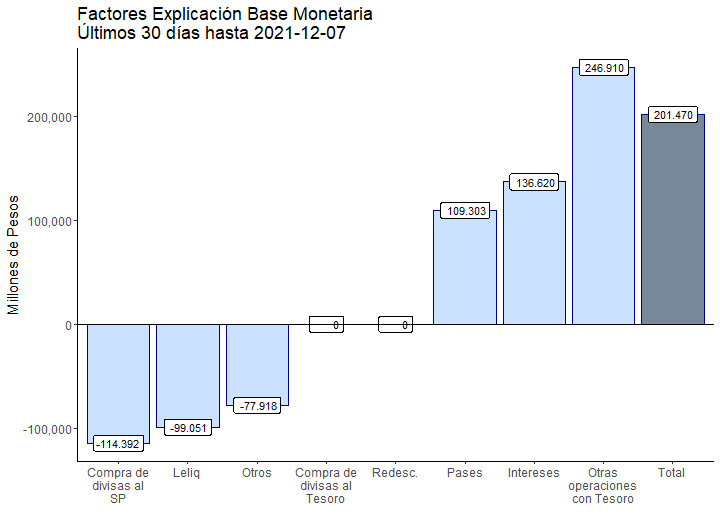 Factores Explicación Base Monetaria
Últimos 30 días hasta 2021-12-07
Millones de Pesos
200,000
100,000
0
-100,000
-114.392
-99.051
-77.918
0
0
109.303
136.620
246.910
201.470
Compra de
divisas al
SP
Leliq
Otros
Compra de
divisas al
Tesoro
Redesc.
Pases
Intereses
Otras
operaciones
con Tesoro
Total